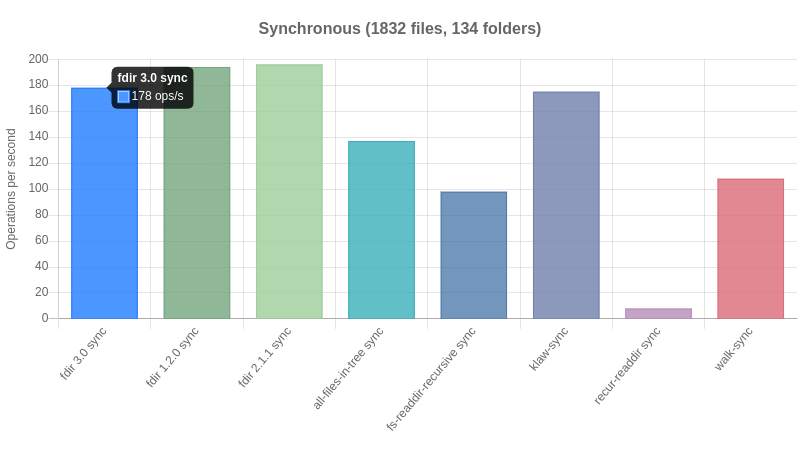 Synchronous (1832 files, 134 folders)
Operations per second
200
180
160
140
120
100
80
60
40
20
0
fdir 3.0 sync
178 ops/s
fdir 3.0 sync
fdir 1.2.0 sync
fdir 2.1.1 sync
all-files-in-tree sync
fs-readdir-recursive sync
klaw-sync
recur-readdir sync
walk-sync